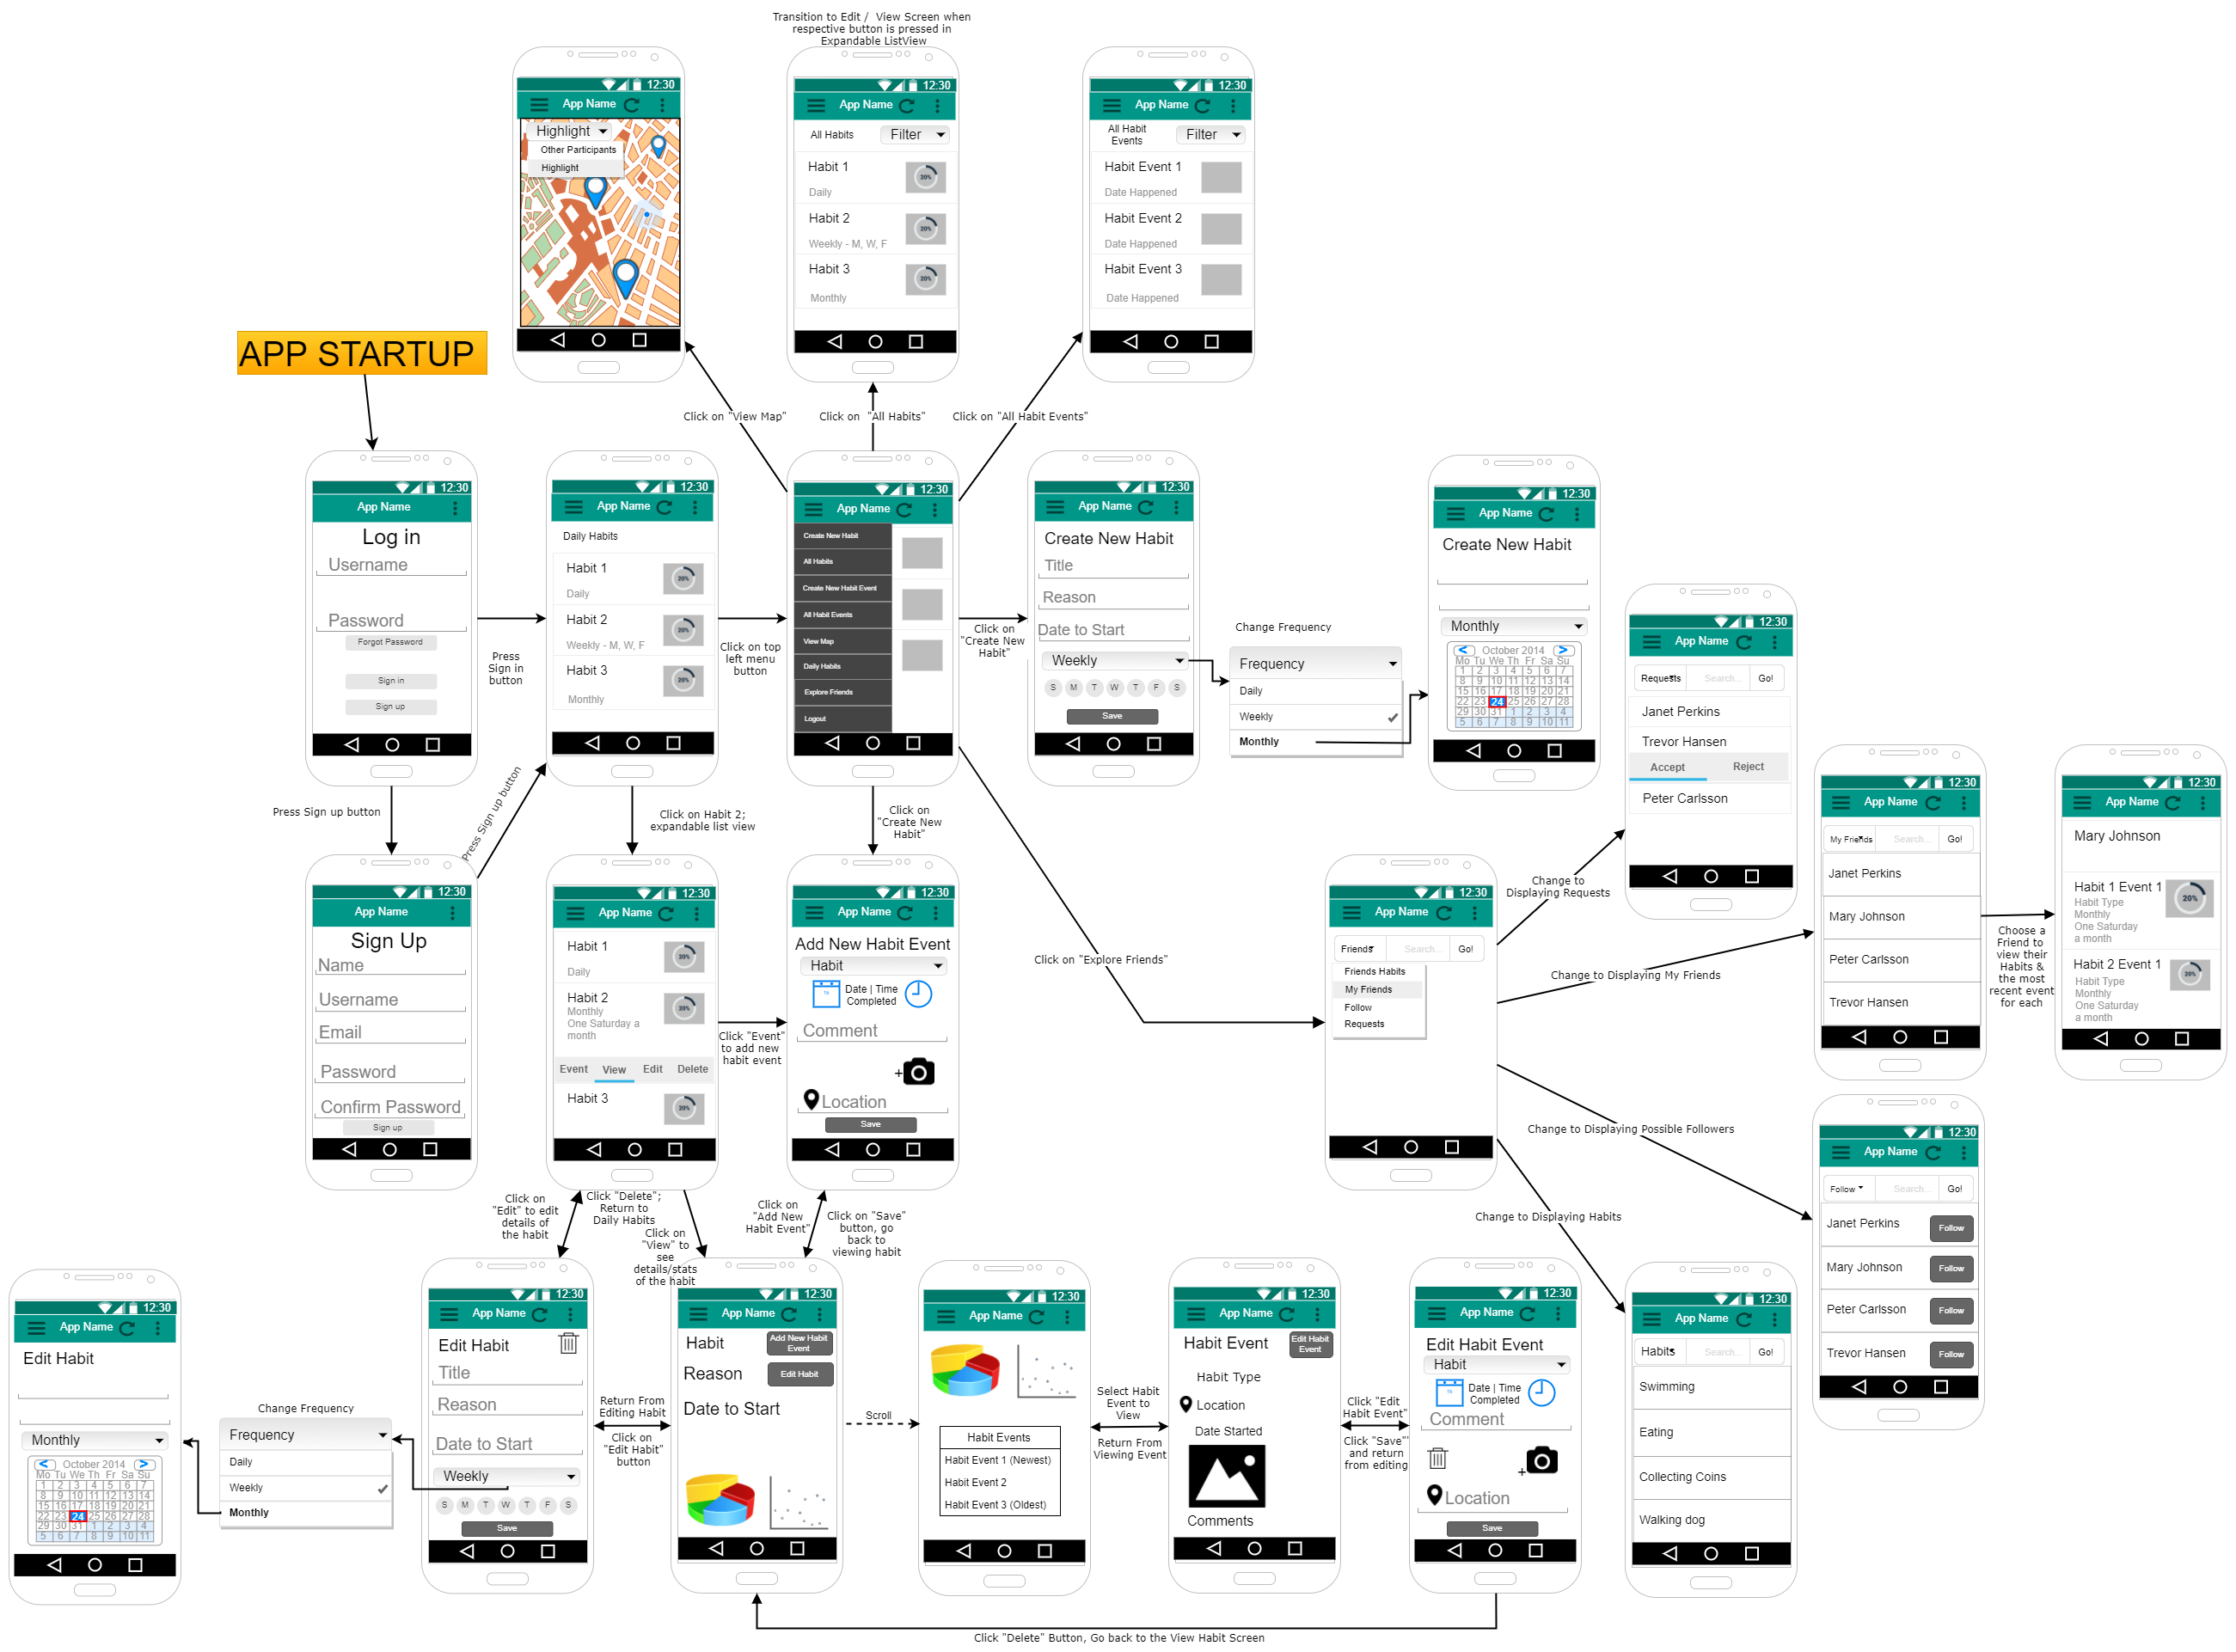 Transition to Edit / View Screen when
respective button is pressed in
Expandable ListView
12:30
App Name
Highlight
Other Participants
Highlight
12:30
App Name
All Habits
Filter
Habit 1
20%
Daily
Habit 2
20%
Weekly - M, W, F
Habit 3
20%
Monthly
12:30
App Name
All Habit
Events
Filter
Habit Event 1
Date Happened
Habit Event 2
Date Happened
Habit Event 3
Date Happened
APP STARTUP
Click on "View Map"
Click on "All Habits"
Click on "All Habit Events"
12:30
App Name
Log in
Username
Password
Forgot Password
Sign in
Sign up
Press
Sign in
button
12:30
App Name
Daily Habits
Habit 1
20%
Daily
Habit 2
20%
Weekly - M, W, F
Habit 3
20%
Monthly
Click on top
left menu
button
12:30
App Name
Create New Habit
All Habits
Create New Habit Event
All Habit Events
View Map
Daily Habits
Explore Friends
Logout
Click on
"Create New
Habit"
12:30
App Name
Create New Habit
Title
Reason
Date to Start
Weekly
S M T W T F S
Save
Change Frequency
Frequency
Daily
Weekly
Monthly
12:30
App Name
Create New Habit
Monthly
< October 2014 >
Mo Tu We Th Fr Sa Su
1 2 3 4 5 6 7
8 9 10 11 12 13 14
15 16 17 18 19 20 21
22 23 24 25 26 27 28
29 30 31 1 2 3 4
5 6 7 8 9 10 11
12:30
App Name
Requests
Search...
Go!
Janet Perkins
Trevor Hansen
Accept
Reject
Peter Carlsson
12:30
App Name
My Friends
Search...
Go!
Janet Perkins
Mary Johnson
Peter Carlsson
Trevor Hansen
Choose a
Friend to
view their
Habits &
the most
recent event
for each
12:30
App Name
Mary Johnson
Habit 1 Event 1
Habit Type
Monthly
One Saturday
a month
20%
Habit 2 Event 1
Habit Type
Monthly
One Saturday
a month
20%
Press Sign up button
Press Sign up button
Click on Habit 2;
expandable list view
Click on
"Create New
Habit"
Click on "Explore Friends"
12:30
App Name
Sign Up
Name
Username
Email
Password
Confirm Password
Sign up
12:30
App Name
Habit 1
20%
Daily
Habit 2
20%
Monthly
One Saturday a
month
Event View Edit Delete
Habit 3
20%
Click "Event"
to add new
habit event
12:30
App Name
Add New Habit Event
Habit
Date | Time
Completed
Comment
+
Location
Save
12:30
App Name
Friends
Search...
Go!
Friends Habits
My Friends
Follow
Requests
Change to
Displaying Requests
Change to Displaying My Friends
Change to Displaying Possible Followers
Change to Displaying Habits
12:30
App Name
Follow
Search...
Go!
Janet Perkins
Follow
Mary Johnson
Follow
Peter Carlsson
Follow
Trevor Hansen
Follow
Click on
"Edit" to edit
details of
the habit
Click "Delete";
Return to
Daily Habits
Click on
"View" to
see
details/stats
of the habit
Click on
"Add New
Habit Event"
Click on "Save"
button, go
back to
viewing habit
12:30
App Name
Edit Habit
Monthly
< October 2014 >
Mo Tu We Th Fr Sa Su
1 2 3 4 5 6 7
8 9 10 11 12 13 14
15 16 17 18 19 20 21
22 23 24 25 26 27 28
29 30 31 1 2 3 4
5 6 7 8 9 10 11
Change Frequency
Frequency
Daily
Weekly
Monthly
12:30
App Name
Edit Habit
Title
Reason
Date to Start
Weekly
S M T W T F S
Save
Return From
Editing Habit
Click on
"Edit Habit"
button
12:30
App Name
Habit
Add New Habit
Event
Reason
Edit Habit
Date to Start
Scroll
12:30
App Name
Habit Events
Habit Event 1 (Newest)
Habit Event 2
Habit Event 3 (Oldest)
Select Habit
Event to
View
Return From
Viewing Event
12:30
App Name
Habit Event
Edit Habit
Event
Habit Type
Location
Date Started
Comments
Click "Edit
Habit Event"
Click "Save""
and return
from editing
12:30
App Name
Edit Habit Event
Habit
Date | Time
Completed
Comment
+
Location
Save
12:30
App Name
Habits
Search...
Go!
Swimming
Eating
Collecting Coins
Walking dog
Click "Delete" Button, Go back to the View Habit Screen